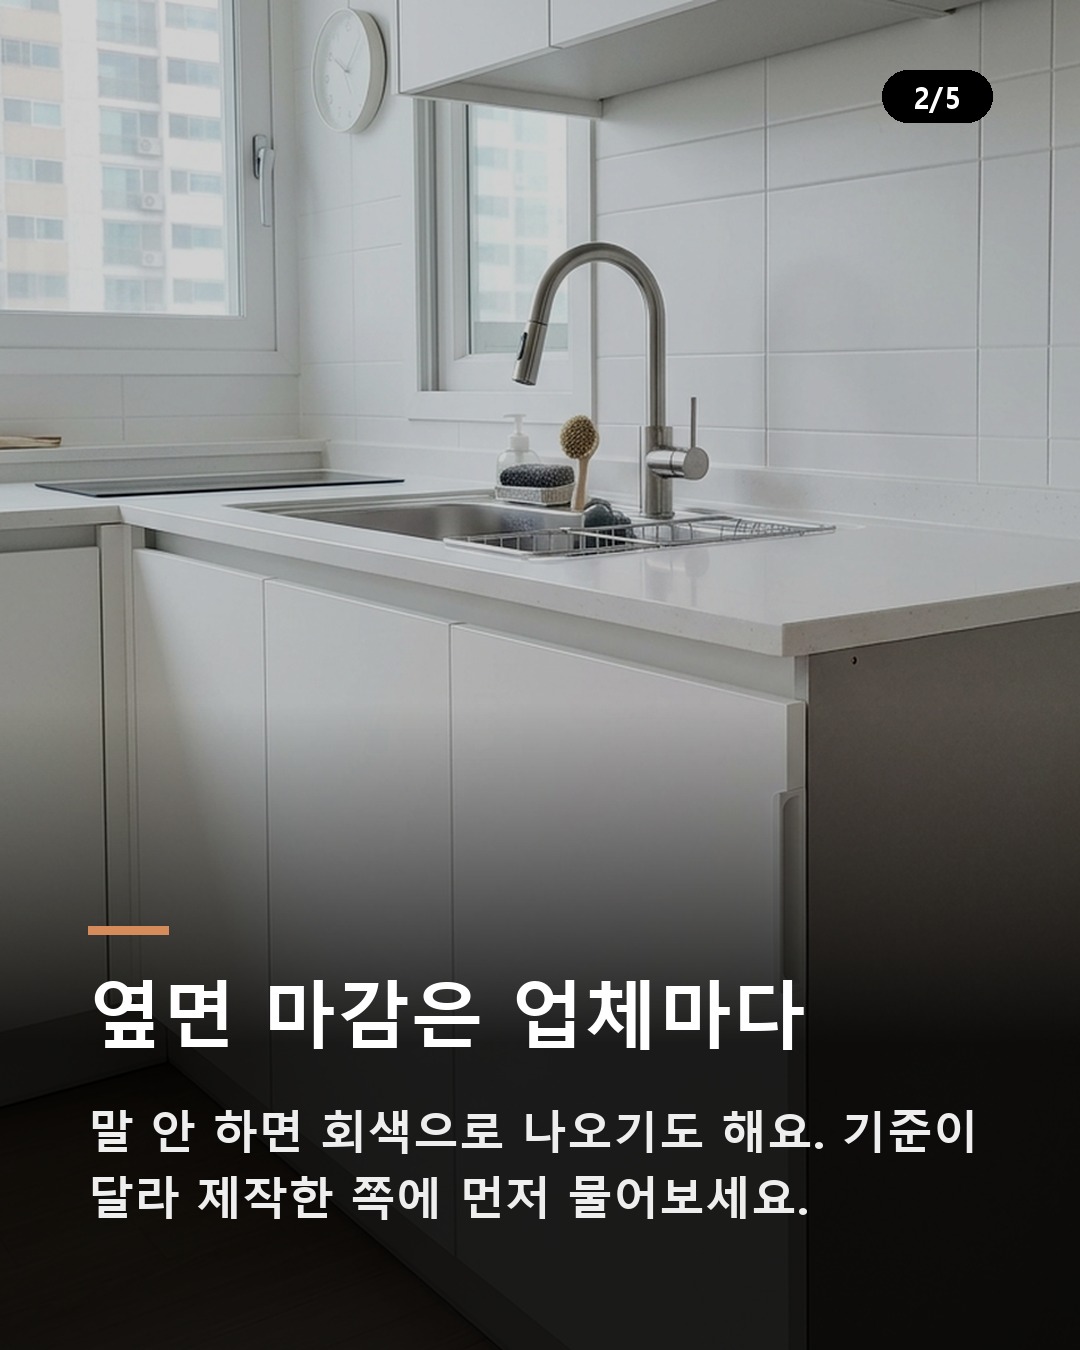 2/5
옆면 마감은 업체마다
말 안 하면 회색으로 나오기도 해요. 기준이
달라 제작한 쪽에 먼저 물어보세요.